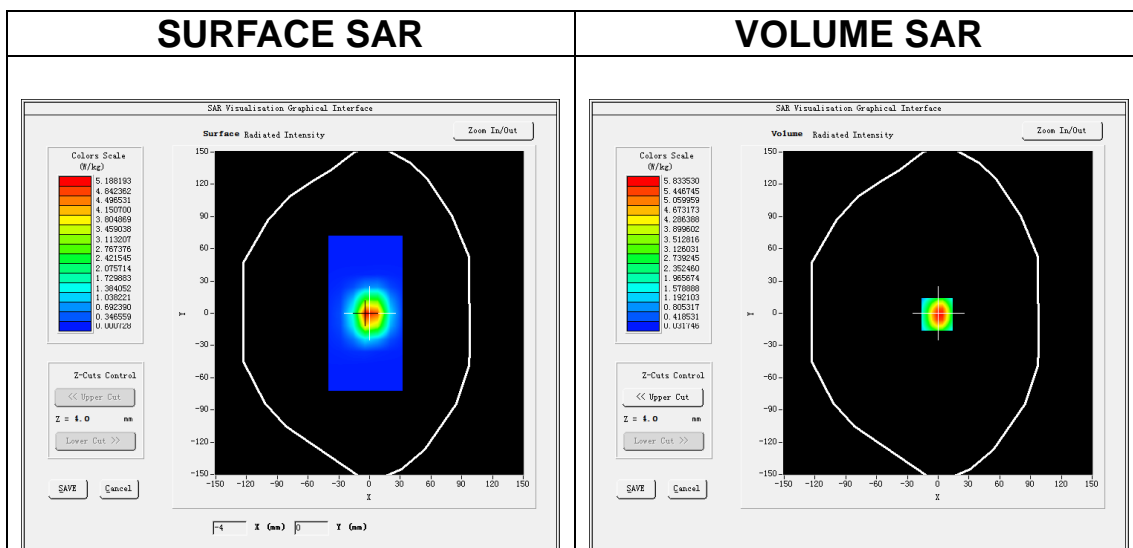 SURFACE SAR
VOLUME SAR
SAR Visualisation Graphical Interface
Surface Radiated Intensity
Zoom In/Out
Colors Scale
(W/kg)
5.188193
4.842362
4.496531
4.150700
3.804869
3.459038
3.113207
2.767376
2.421545
2.075714
1.729883
1.384052
1.038221
0.692390
0.346559
0.000728
150
120
90
60
30
0
-30
-60
-90
-120
-150
Y
-150 -120 -90 -60 -30 0 30 60 90 120 150
X
Z-Cuts Control
<< Upper Cut
Z = 4.0 mm
Lower Cut >>
SAVE Cancel
-4 X (mm) 0 Y (mm)
SAR Visualisation Graphical Interface
Volume Radiated Intensity
Zoom In/Out
Colors Scale
(W/kg)
5.833530
5.446745
5.059959
4.673173
4.286388
3.899602
3.512816
3.126031
2.739245
2.352460
1.965674
1.578888
1.192103
0.805317
0.418531
0.031746
150
120
90
60
30
0
-30
-60
-90
-120
-150
Y
-150 -120 -90 -60 -30 0 30 60 90 120 150
X
Z-Cuts Control
<< Upper Cut
Z = 4.0 mm
Lower Cut >>
SAVE Cancel